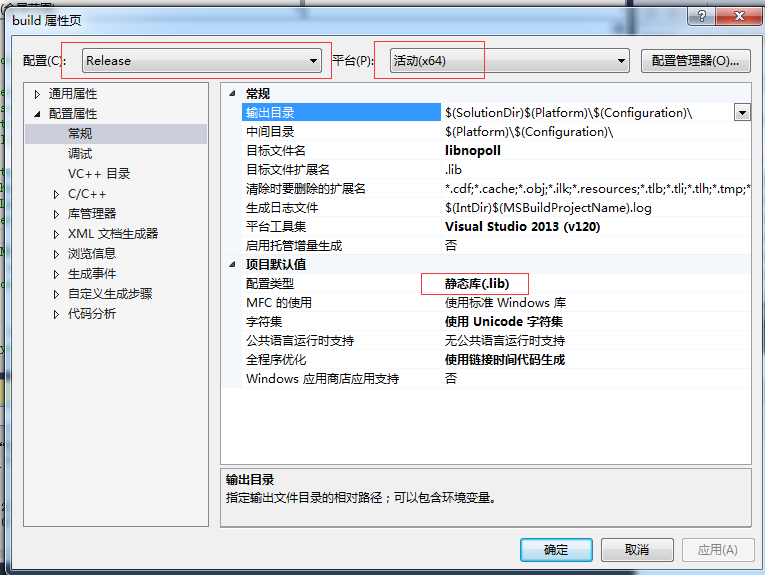 build 属性页
配置(C):
Release
平台(P):
活动(x64)
配置管理器(O)...
通用属性
配置属性
常规
调试
VC++ 目录
C/C++
库管理器
XML 文档生成器
浏览信息
生成事件
自定义生成步骤
代码分析
常规
输出目录 $(SolutionDir)$(Platform)\$(Configuration)\
中间目录 $(Platform)\$(Configuration)\
目标文件名 libnopoll
目标文件扩展名 .lib
清除时要删除的扩展名 *.cdf;*.cache;*.obj;*.ilk;*.resources;*.tlb;*.tli;*.tlh;*.tmp;*
生成日志文件 $(IntDir)$(MSBuildProjectName).log
平台工具集 Visual Studio 2013 (v120)
启用托管增量生成 否
项目默认值
配置类型 静态库(.lib)
MFC 的使用 使用标准 Windows 库
字符集 使用 Unicode 字符集
公共语言运行时支持 无公共语言运行时支持
全程序优化 使用链接时间代码生成
Windows 应用商店应用支持 否
输出目录
指定输出文件目录的相对路径；可以包含环境变量。
确定
取消
应用(A)